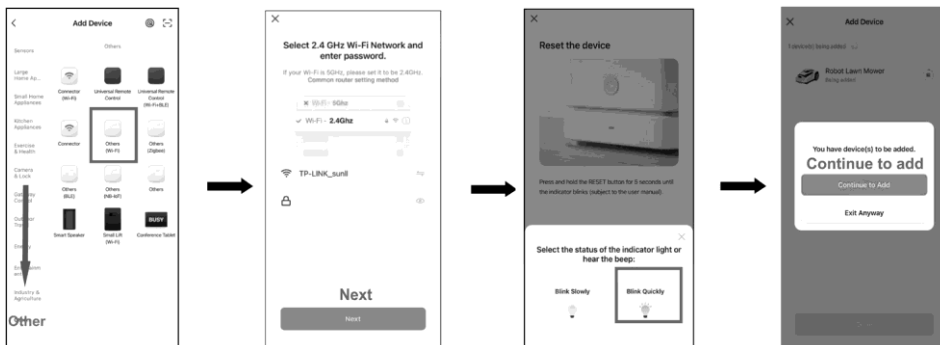 Add Device
Sensors
Others
Large
Home Ap...
Connector
(Wi-Fi)
Universal Remote
Control
Universal Remote
Control
(Wi-Fi+BLE)
Small Home
Appliances
Kitchen
Appliances
Exercise
& Health
Connector
Others
(Wi-Fi)
Others
(Zigbee)
Camera
& Lock
Others
(BLE)
Others
(NB-IoT)
Others
BUSY
Smart Speaker
Small Lift
(Wi-Fi)
Conference Tablet
Industry &
Agriculture
Other
Select 2.4 GHz Wi-Fi Network and
enter password.
If your Wi-Fi is 5GHz, please set it to be 2.4GHz.
Common router setting method
Wi-Fi - 5Ghz
Wi-Fi - 2.4Ghz
TP-LINK_sunil
Next
Next
Reset the device
Press and hold the RESET button for 5 seconds until
the indicator blinks (subject to the user manual).
Select the status of the indicator light or
hear the beep:
Blink Slowly
Blink Quickly
Add Device
1 device(s) being added
Robot Lawn Mower
Being added
You have device(s) to be added.
Continue to add
Continue to Add
Exit Anyway